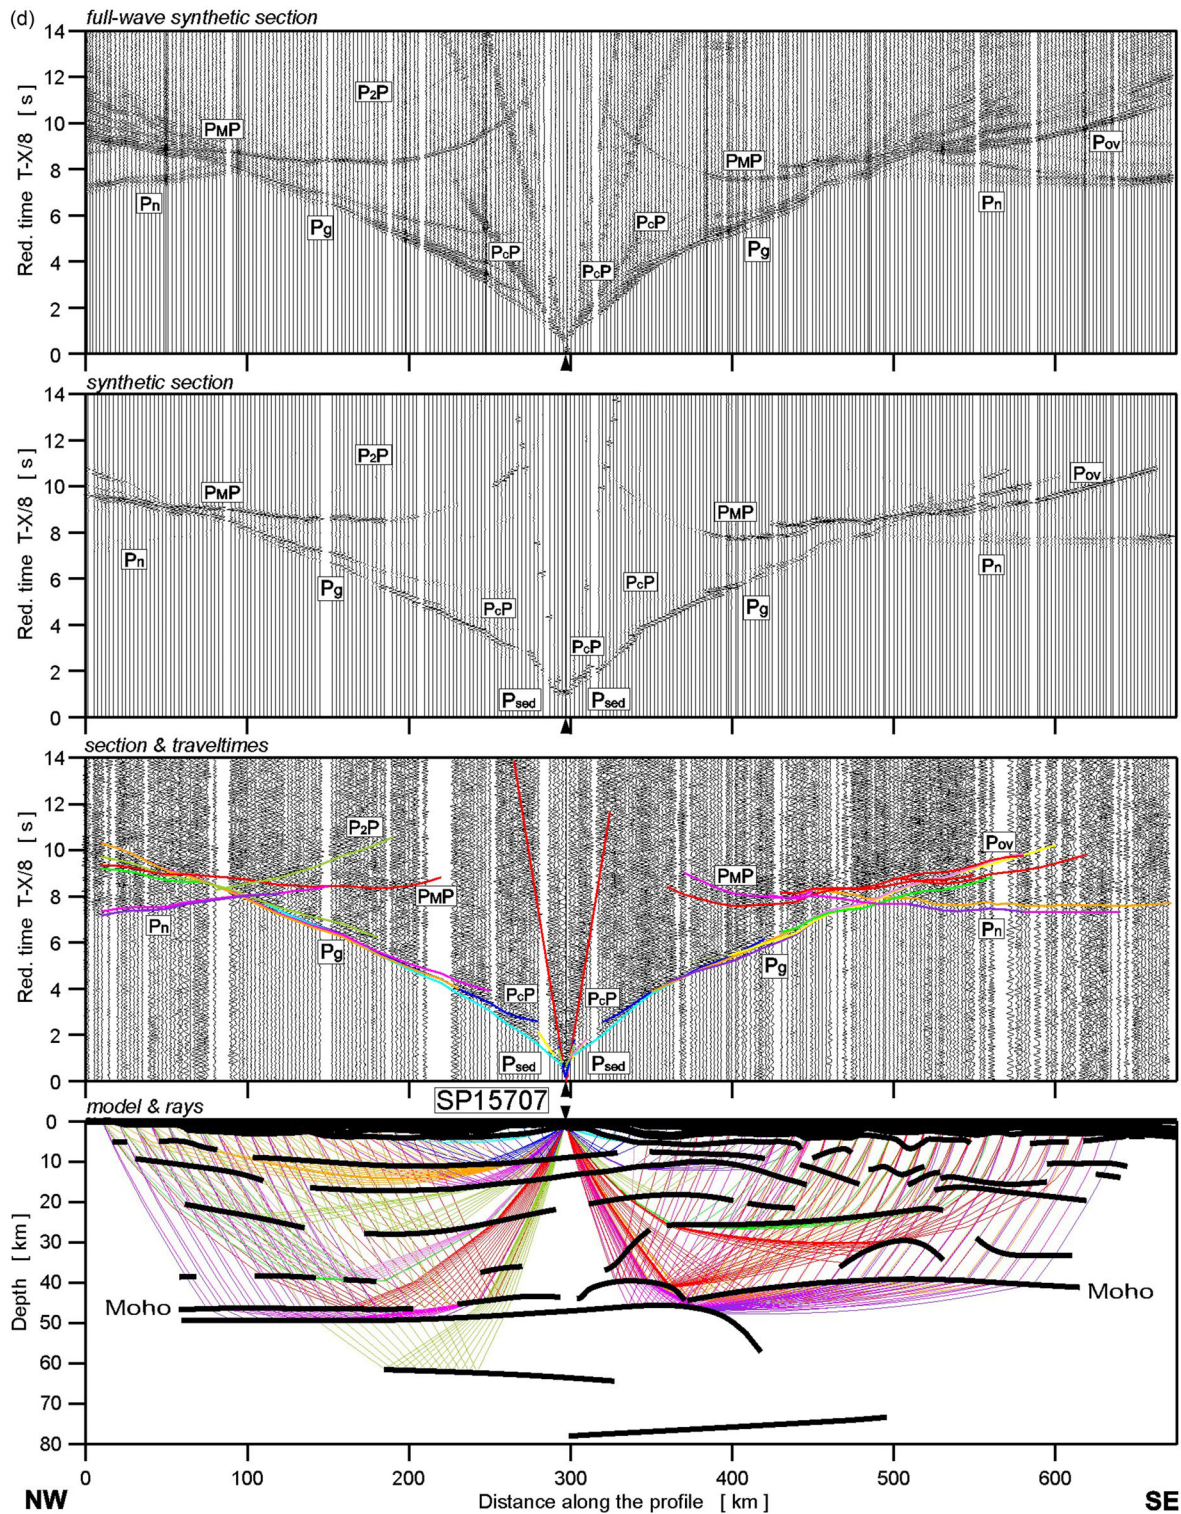 (d)
full-wave synthetic section
14
12
10
8
6
4
2
0
Red. time T-X/8 [ s ]
P2P
PMP
Pn
Pg
PcP
PcP
PcP
PMP
Pg
Pov
Pn
synthetic section
14
12
10
8
6
4
2
0
Red. time T-X/8 [ s ]
P2P
PMP
Pn
Pg
PcP
Psed
PcP
Psed
PcP
PMP
Pg
Pov
Pn
section & traveltimes
14
12
10
8
6
4
2
0
Red. time T-X/8 [ s ]
P2P
PMP
Pn
Pg
PcP
Psed
PcP
Psed
PMP
Pg
Pov
Pn
SP15707
model & rays
0
10
20
30
40
50
60
70
80
Depth [ km ]
Moho
Moho
0 100 200 300 400 500 600
NW Distance along the profile [ km ] SE